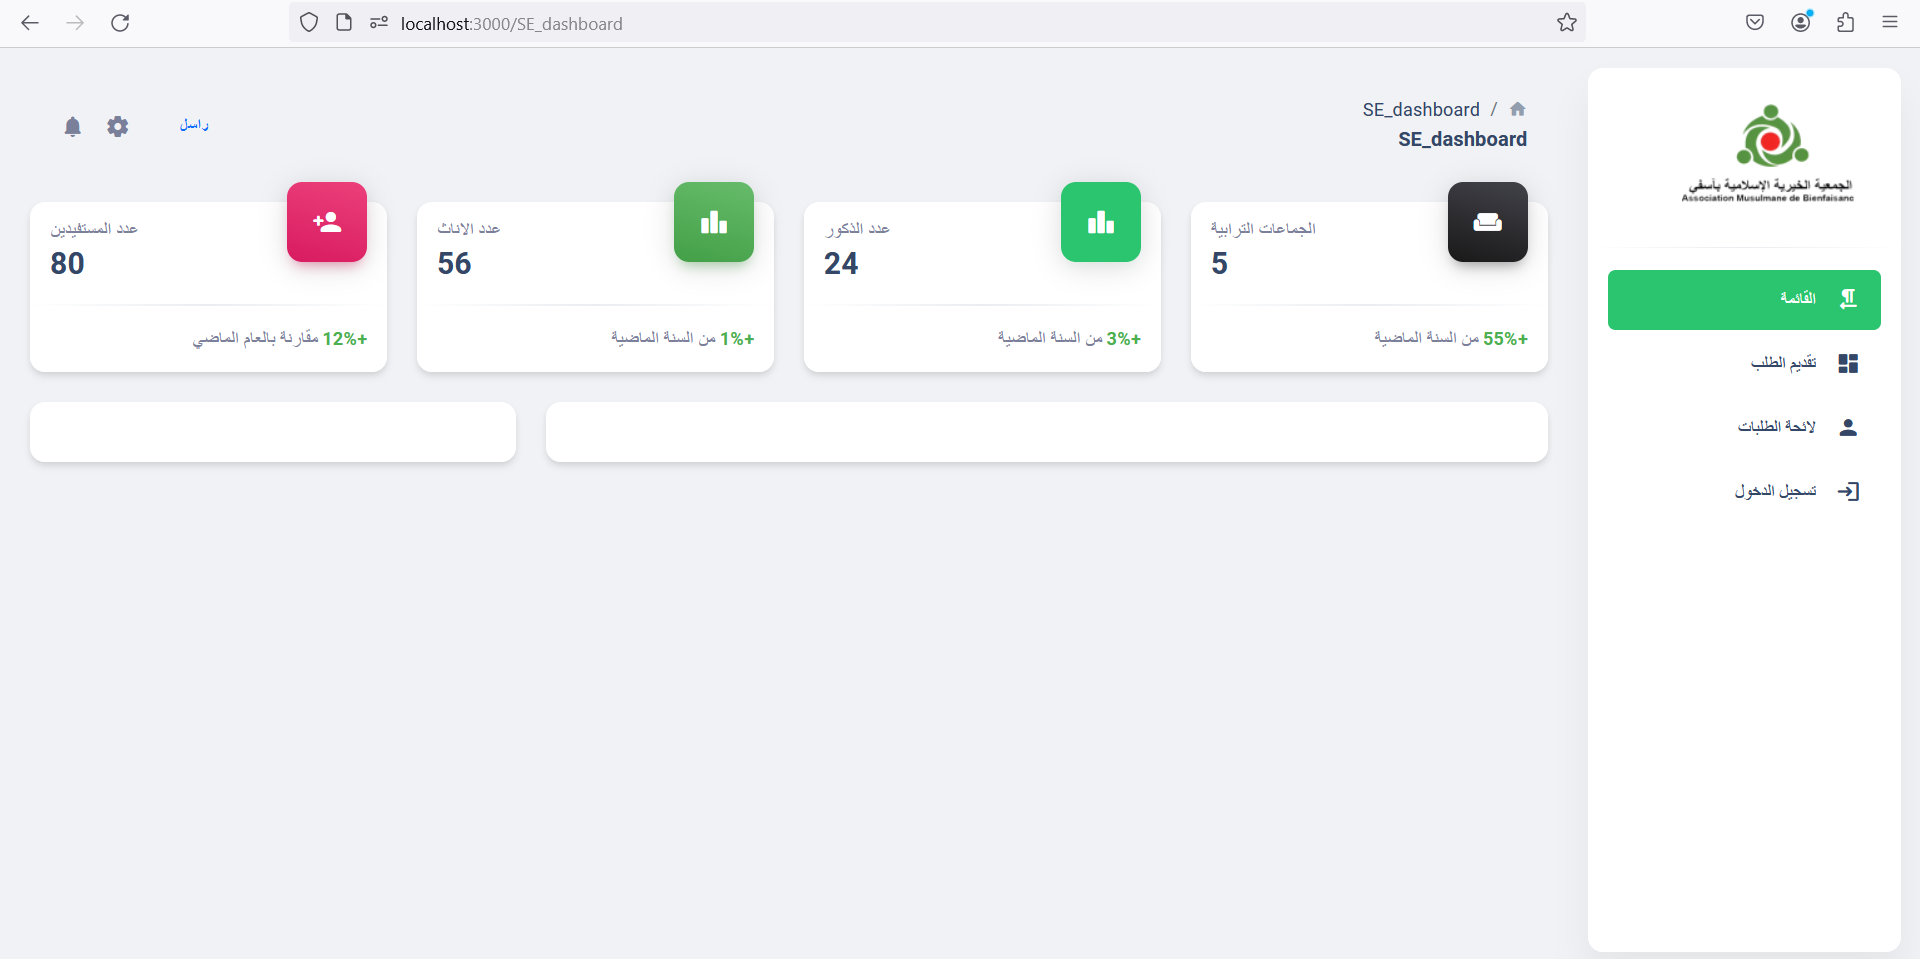 localhost:3000/SE_dashboard
الجمعية الخيرية الإسلامية بأسفي
Association Musulmane de Bienfaisanc
القائمة
تقديم الطلب
لائحة الطلبات
تسجيل الدخول
SE_dashboard /
SE_dashboard
راسل
الجماعات الترابية
5
+55% من السنة الماضية
عدد الذكور
24
+3% من السنة الماضية
عدد الاناث
56
+1% من السنة الماضية
عدد المستفيدين
80
+12% مقارنة بالعام الماضي